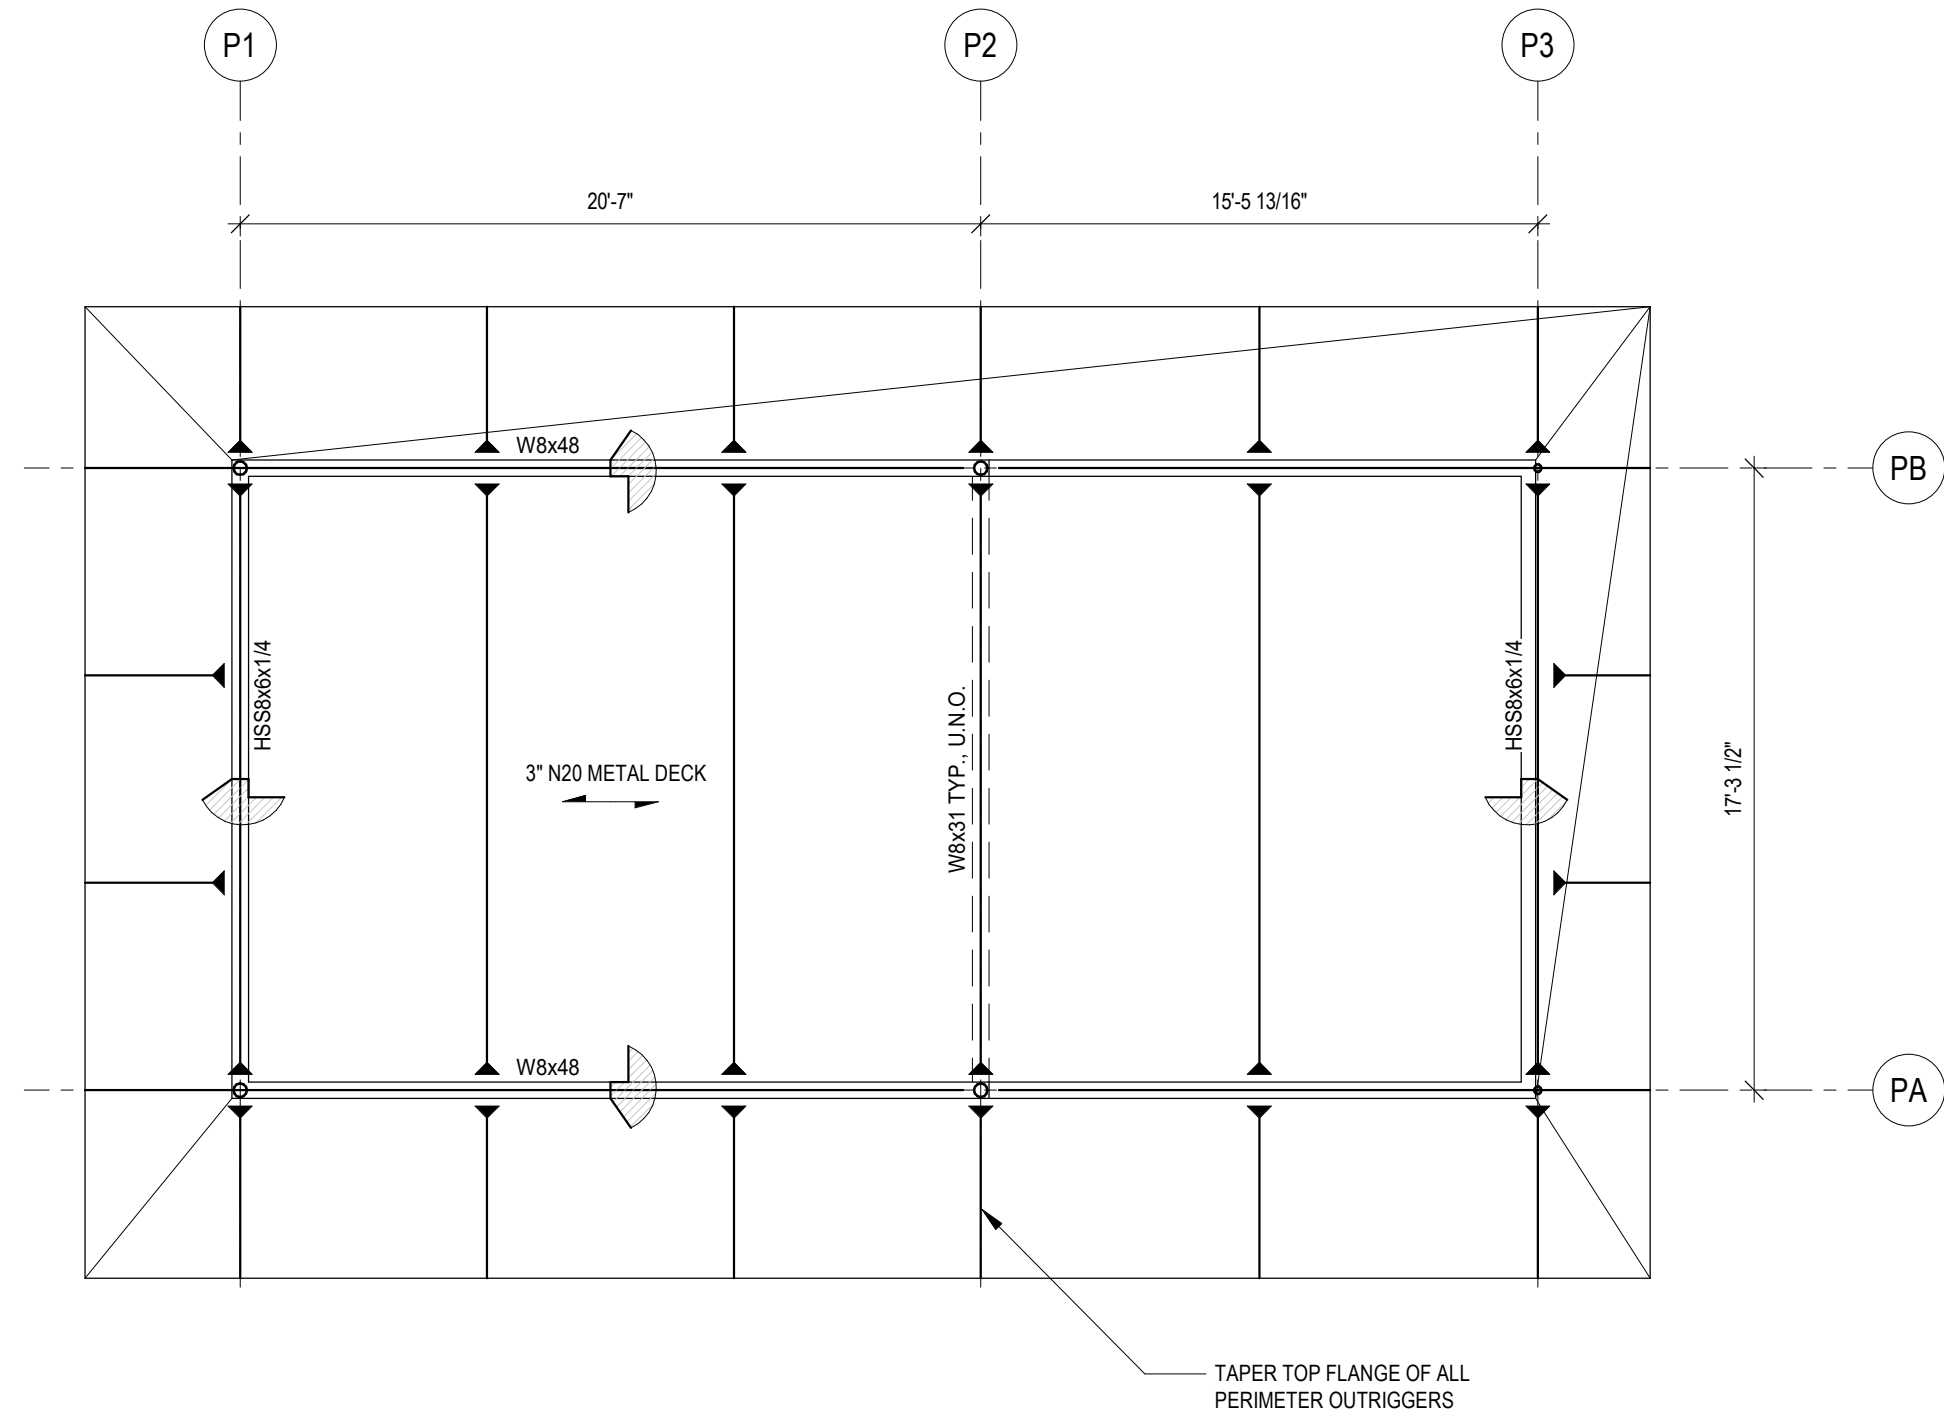 P1
P2
P3
20'-7"
15'-5 13/16"
W8x48
PB
HSS8x6x1/4
HSS8x6x1/4
3" N20 METAL DECK
W8x31 TYP., U.N.O.
17'-3 1/2"
W8x48
PA
TAPER TOP FLANGE OF ALL
PERIMETER OUTRIGGERS